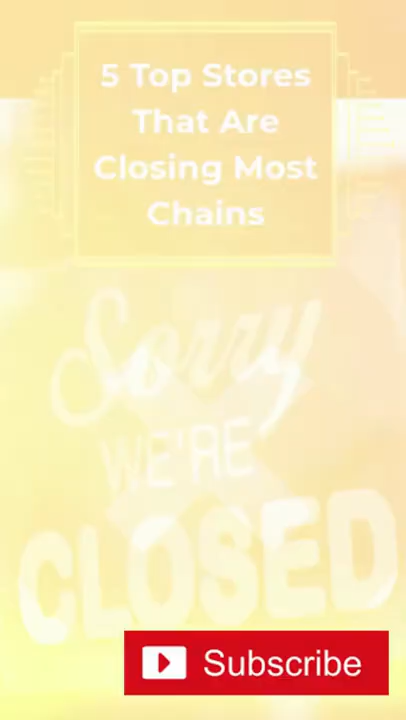 5 Top Stores
That Are
Closing Most
Chains
Sorry
WE'RE
CLOSED
Subscribe